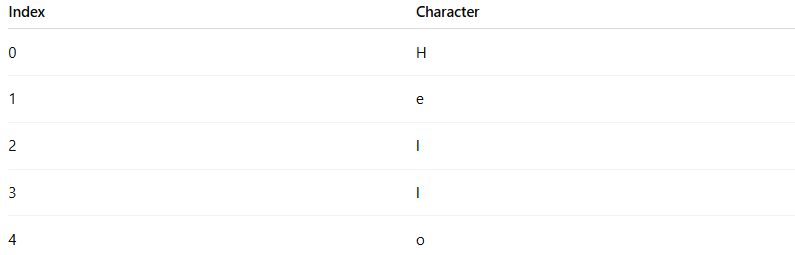 Index Character
0 H
1 e
2 l
3 l
4 o